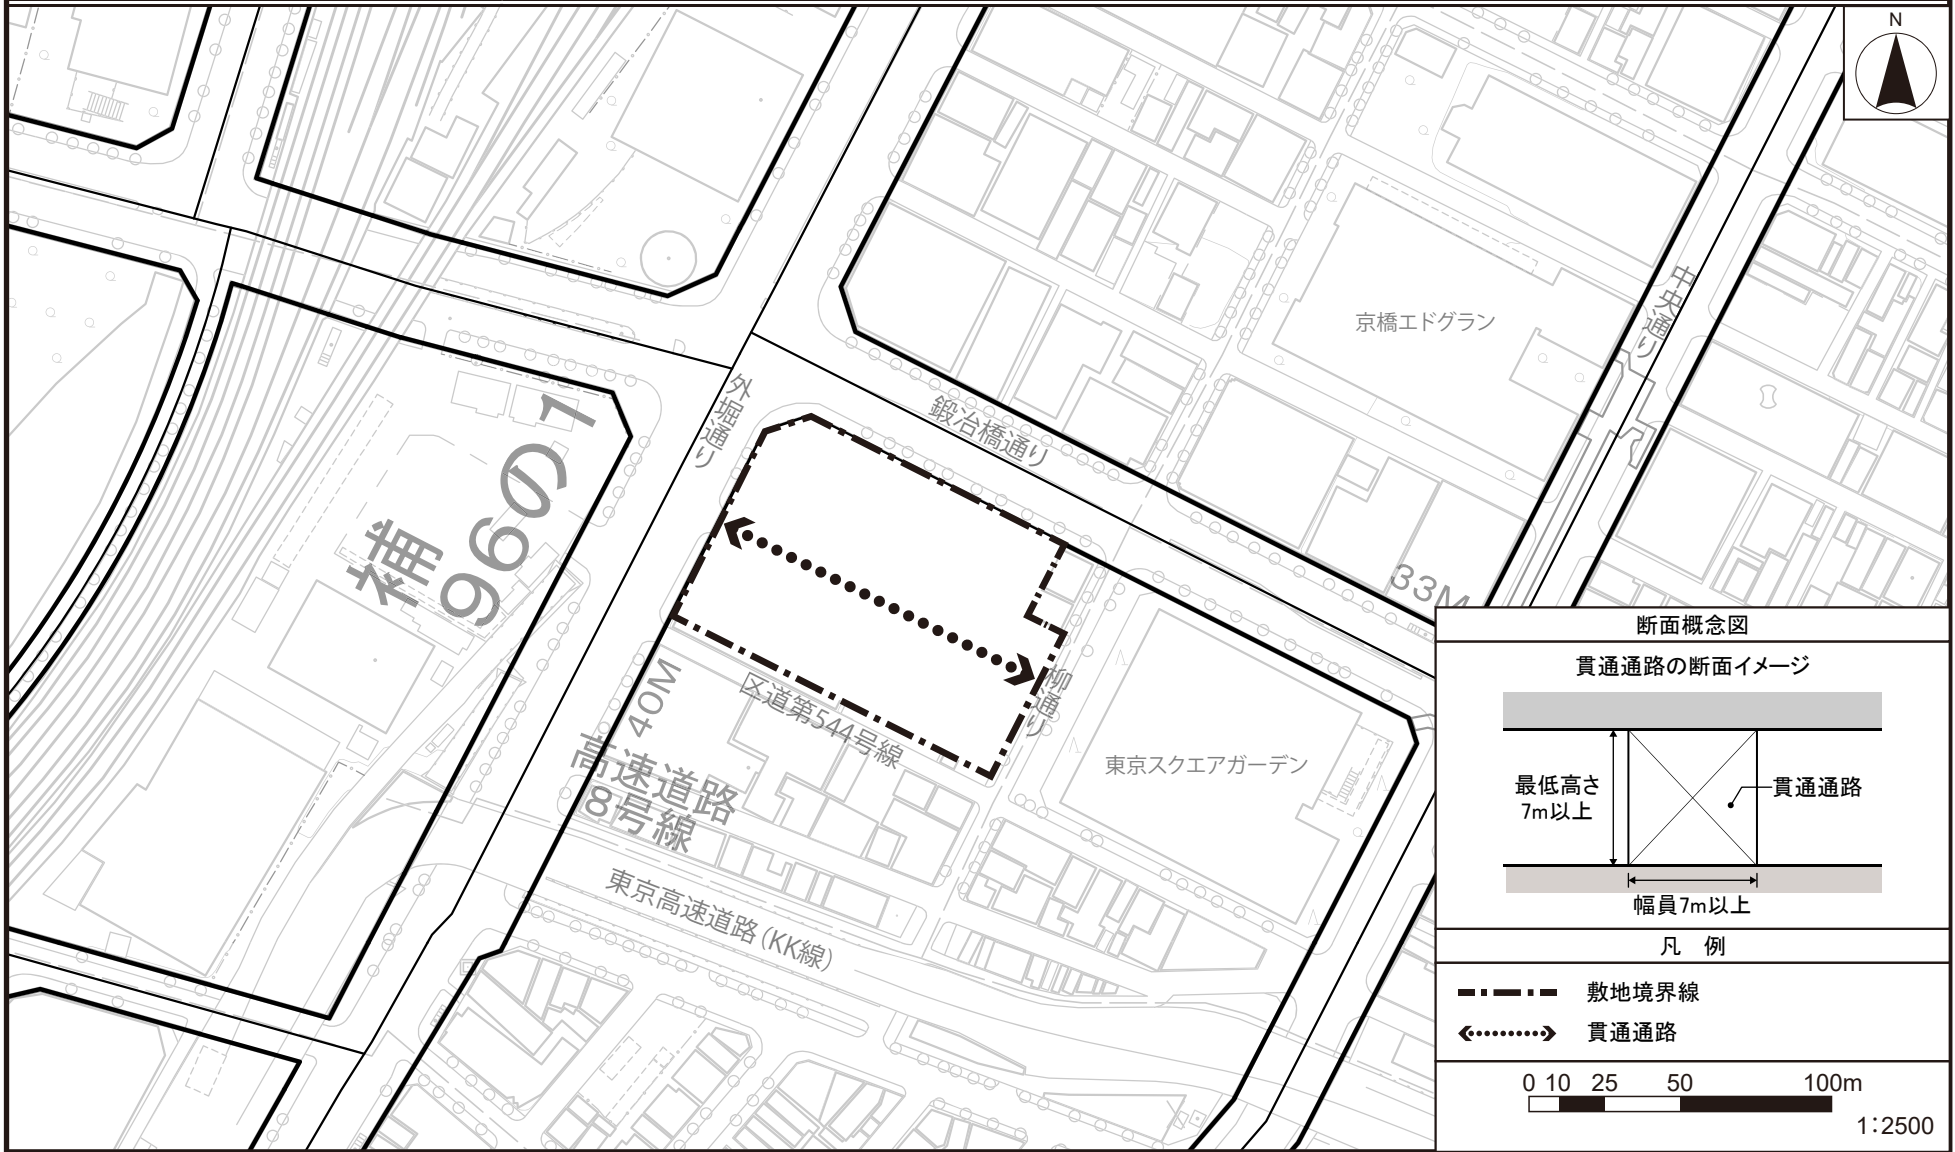 N
中央通り
京橋エドグラン
外堀通り
鍛冶橋通り
補
96の1
33M
柳通り
40M
区道第544号線
高速道路
8号線
東京スクエアガーデン
東京高速道路(KK線)
断面概念図
貫通通路の断面イメージ
最低高さ
7m以上
貫通通路
幅員7m以上
凡 例
敷地境界線
貫通通路
0 10 25 50 100m
1:2500